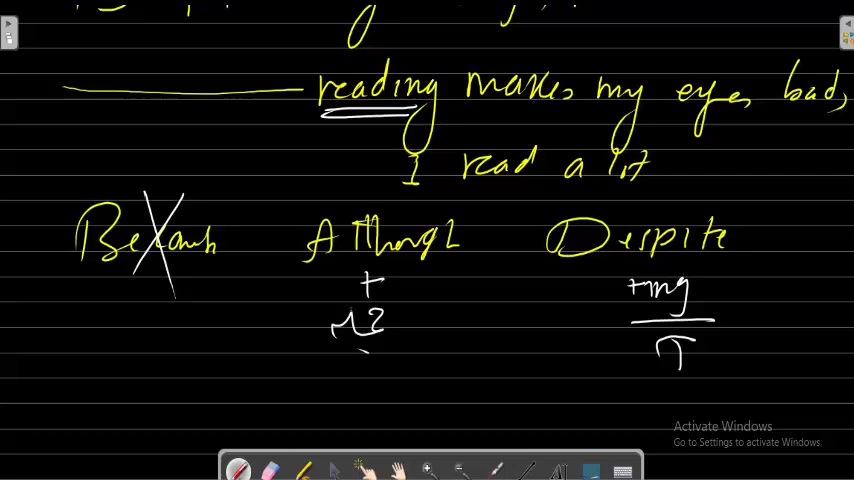 reading makes my eyes bad,
I read a lot
Because Although Despite
+ +ing
Activate Windows
Go to Settings to activate Windows.